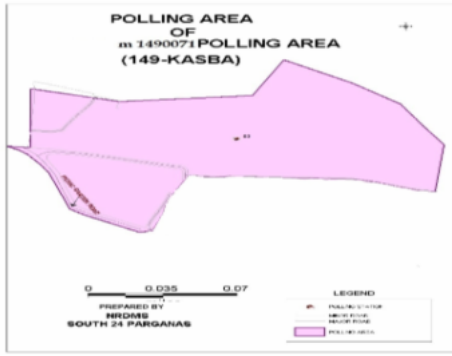 POLLING AREA
OF
m 1490071 POLLING AREA
(149-KASBA)
0 0.035 0.07
PREPARED BY
NRDMS
SOUTH 24 PARGANAS
LEGEND
POLLING STATION
MINOR ROAD
MAJOR ROAD
POLLING AREA